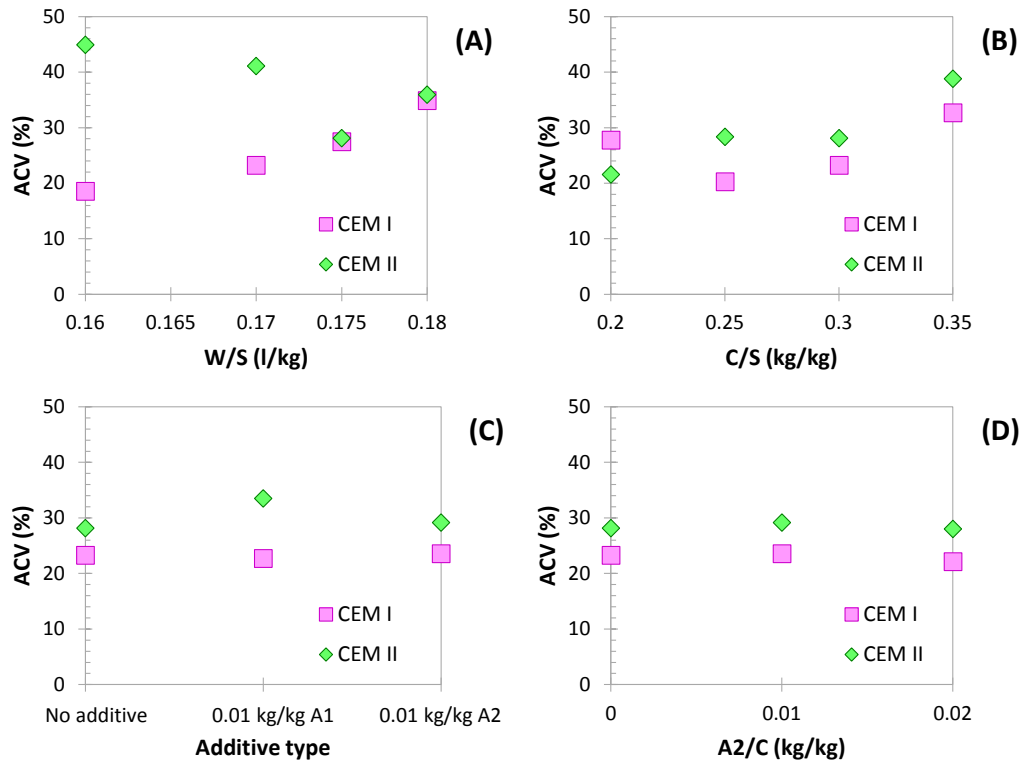 (A)
50
40
30
20
10
0
ACV (%)
CEM I
CEM II
0.16 0.165 0.17 0.175 0.18
W/S (l/kg)
(B)
50
40
30
20
10
0
ACV (%)
CEM I
CEM II
0.2 0.25 0.3 0.35
C/S (kg/kg)
(C)
50
40
30
20
10
0
ACV (%)
CEM I
CEM II
No additive 0.01 kg/kg A1 0.01 kg/kg A2
Additive type
(D)
50
40
30
20
10
0
ACV (%)
CEM I
CEM II
0 0.01 0.02
A2/C (kg/kg)